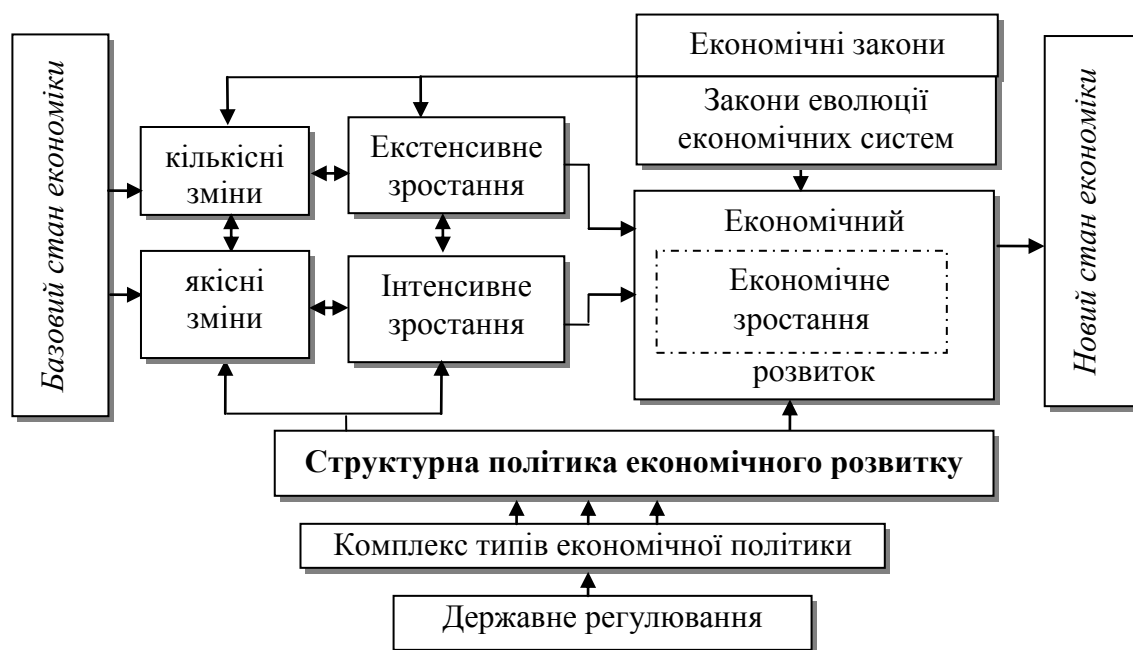 Базовий стан економіки
Економічні закони
Закони еволюції
економічних систем
кількісні
зміни
Екстенсивне
зростання
якісні
зміни
Інтенсивне
зростання
Економічний
Економічне
зростання
розвиток
Новий стан економіки
Структурна політика економічного розвитку
Комплекс типів економічної політики
Державне регулювання